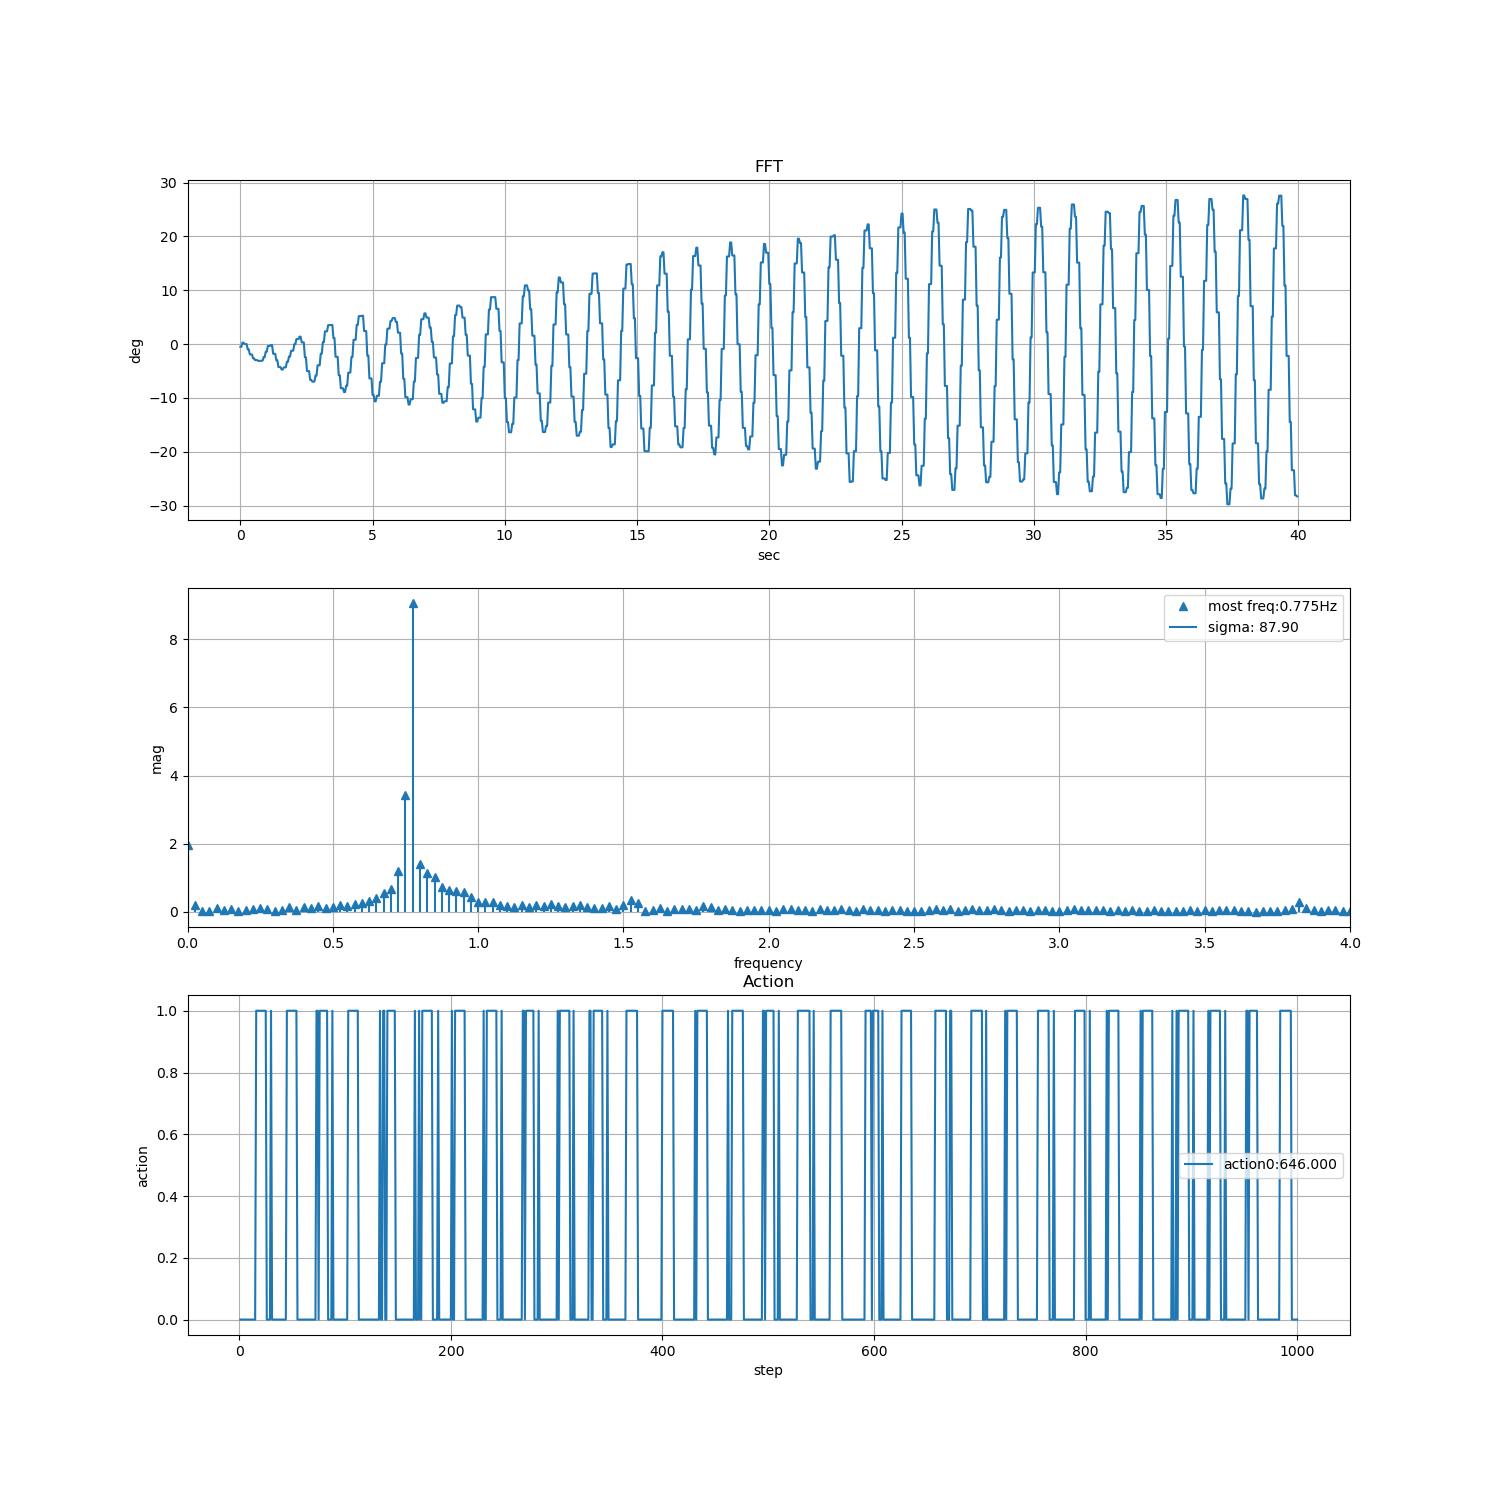 FFT
30
20
10
0
−10
−20
−30
deg
0 5 10 15 20 25 30 35 40
sec
most freq:0.775Hz
sigma: 87.90
8
6
4
2
0
mag
0.0 0.5 1.0 1.5 2.0 2.5 3.0 3.5 4.0
frequency
Action
1.0
0.8
0.6
0.4
0.2
0.0
action
action0:646.000
0 200 400 600 800 1000
step